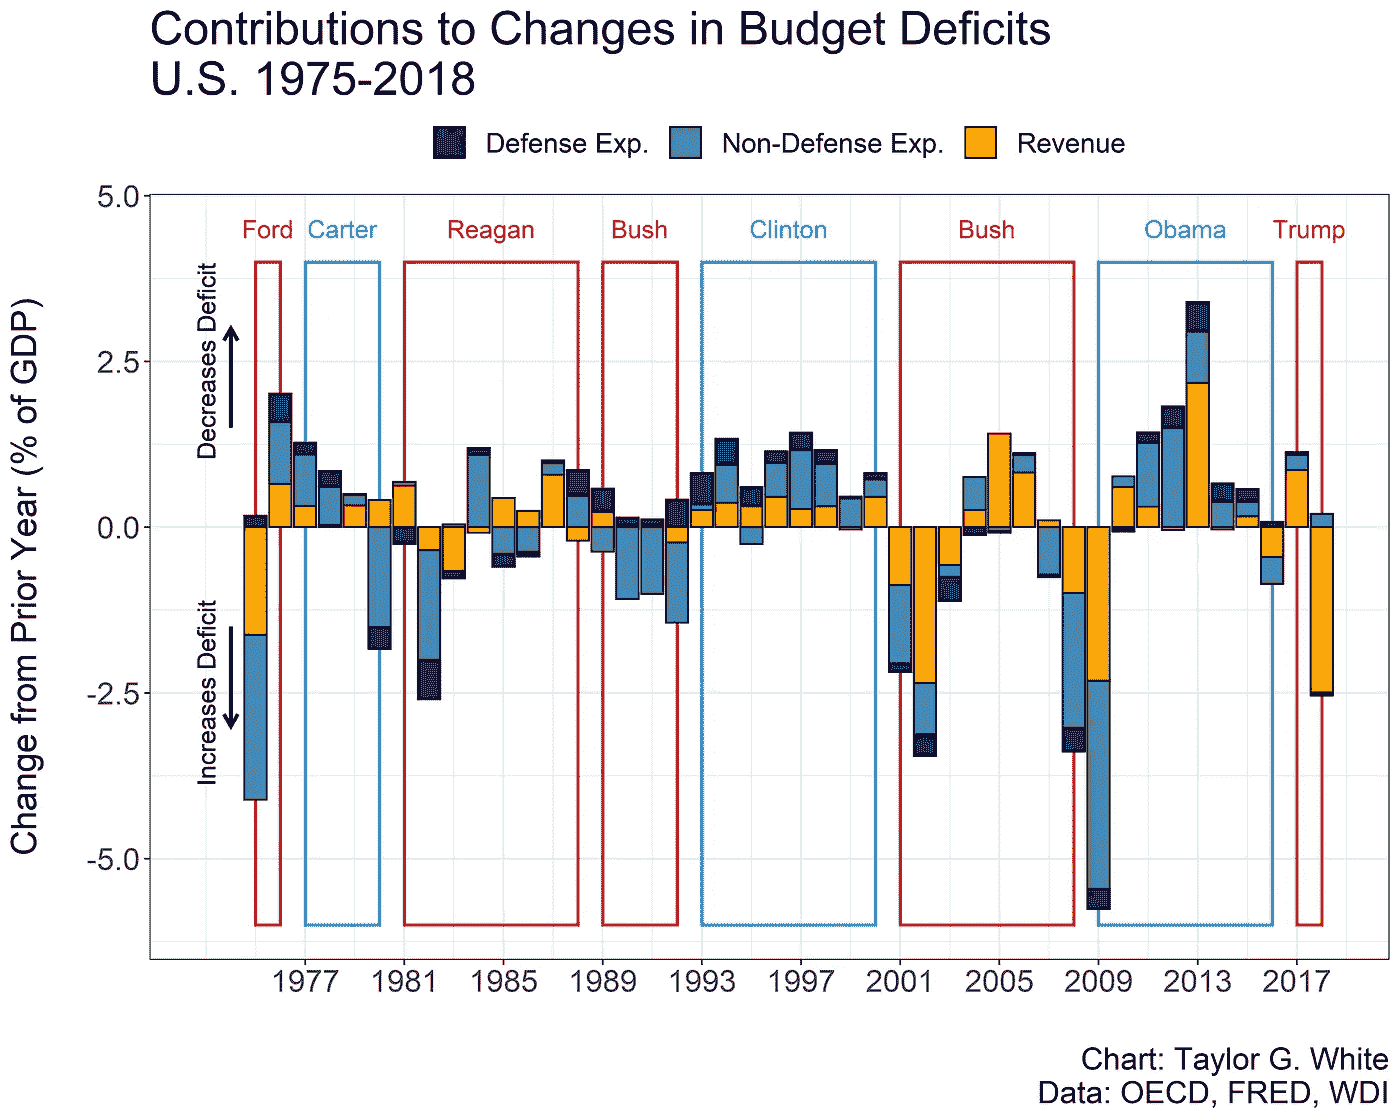 Contributions to Changes in Budget Deficits
U.S. 1975-2018
Defense Exp. Non-Defense Exp. Revenue
Change from Prior Year (% of GDP)
5.0
2.5
0.0
-2.5
-5.0
Decreases Deficit
Increases Deficit
Ford Carter Reagan Bush Clinton Bush Obama Trump
1977 1981 1985 1989 1993 1997 2001 2005 2009 2013 2017
Chart: Taylor G. White
Data: OECD, FRED, WDI